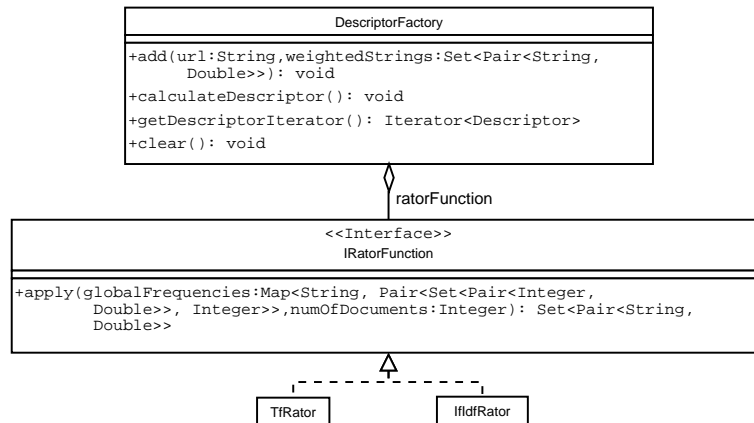 DescriptorFactory
+add(url:String,weightedStrings:Set<Pair<String,
Double>>): void
+calculateDescriptor(): void
+getDescriptorIterator(): Iterator<Descriptor>
+clear(): void
ratorFunction
<<Interface>>
IRatorFunction
+apply(globalFrequencies:Map<String, Pair<Set<Pair<Integer,
Double>>, Integer>>,numOfDocuments:Integer): Set<Pair<String,
Double>>
TfRator
IfIdfRator